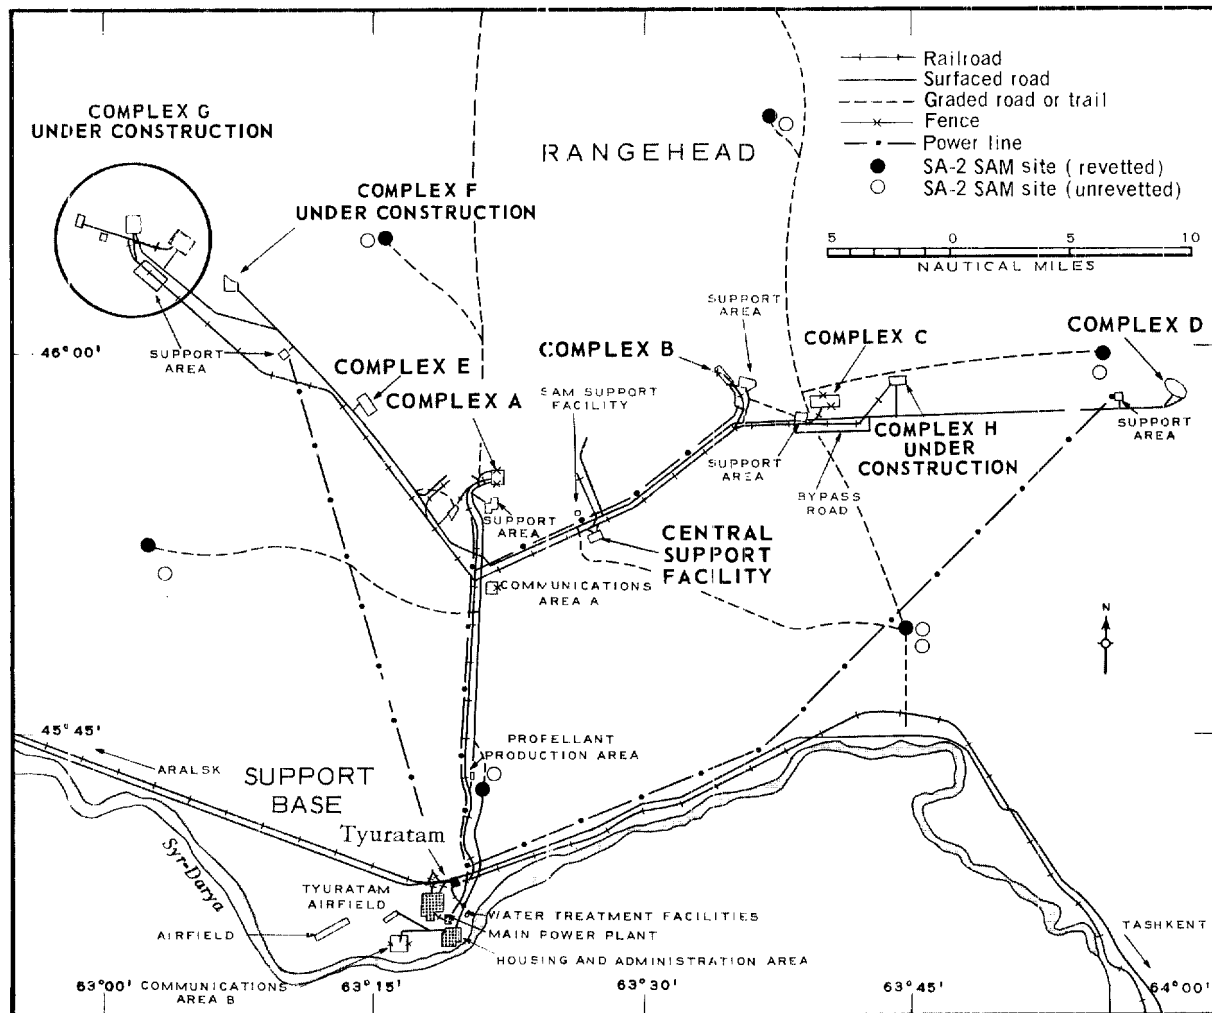 Railroad
Surfaced road
Graded road or trail
Fence
Power line
SA-2 SAM site (revetted)
SA-2 SAM site (unrevetted)
5 0 5 10
NAUTICAL MILES
COMPLEX G
UNDER CONSTRUCTION
RANGEHEAD
COMPLEX F
UNDER CONSTRUCTION
SUPPORT
AREA
COMPLEX D
COMPLEX C
COMPLEX B
46°00'
SUPPORT
AREA
COMPLEX E
COMPLEX A
SAM SUPPORT
FACILITY
SUPPORT
AREA
COMPLEX H
UNDER
CONSTRUCTION
SUPPORT
AREA
BYPASS
ROAD
SUPPORT
AREA
CENTRAL
SUPPORT
FACILITY
COMMUNICATIONS
AREA A
N
45°45'
PROPELLANT
PRODUCTION AREA
ARALSK
SUPPORT
BASE
Tyuratam
Syr-Darya
TYURATAM
AIRFIELD
AIRFIELD
WATER TREATMENT FACILITIES
MAIN POWER PLANT
HOUSING AND ADMINISTRATION AREA
TASHKENT
COMMUNICATIONS
AREA B
63°00' 63°15' 63°30' 63°45' 64°00'